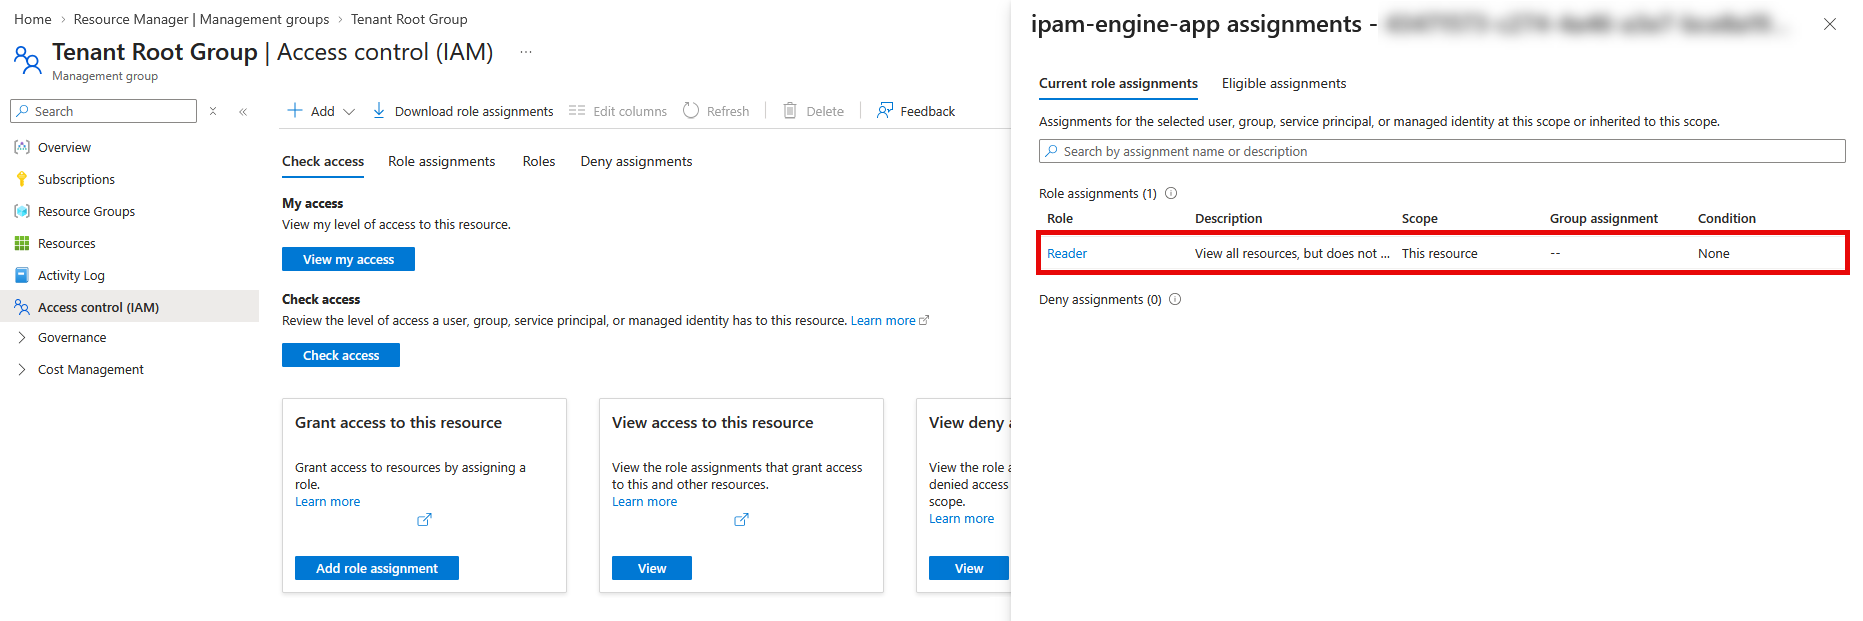 Home > Resource Manager | Management groups > Tenant Root Group
Tenant Root Group | Access control (IAM) ...
Management group
Search
Overview
Subscriptions
Resource Groups
Resources
Activity Log
Access control (IAM)
Governance
Cost Management
Add
Download role assignments
Edit columns
Refresh
Delete
Feedback
Check access
Role assignments
Roles
Deny assignments
My access
View my level of access to this resource.
View my access
Check access
Review the level of access a user, group, service principal, or managed identity has to this resource. Learn more
Check access
Grant access to this resource
Grant access to resources by assigning a
role.
Learn more
Add role assignment
View access to this resource
View the role assignments that grant access
to this and other resources.
Learn more
View
View deny
View the role
denied access
scope.
Learn more
View
ipam-engine-app assignments -
Current role assignments
Eligible assignments
Assignments for the selected user, group, service principal, or managed identity at this scope or inherited to this scope.
Search by assignment name or description
Role assignments (1)
Role Description Scope Group assignment Condition
Reader View all resources, but does not ... This resource -- None
Deny assignments (0)